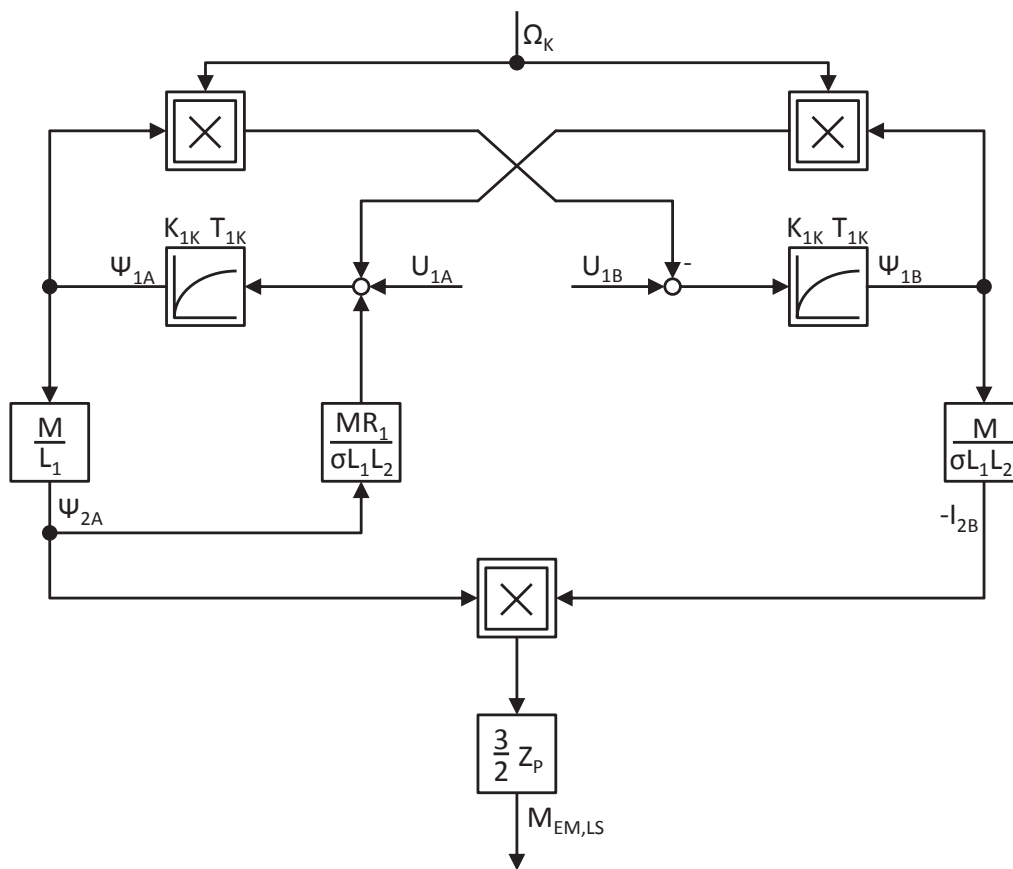 Ω_K
× ×
K_1K T_1K K_1K T_1K
Ψ_1A U_1A U_1B - Ψ_1B
M/L_1 MR_1/σL_1L_2 M/σL_1L_2
Ψ_2A -I_2B
×
3/2 Z_P
M_EM,LS